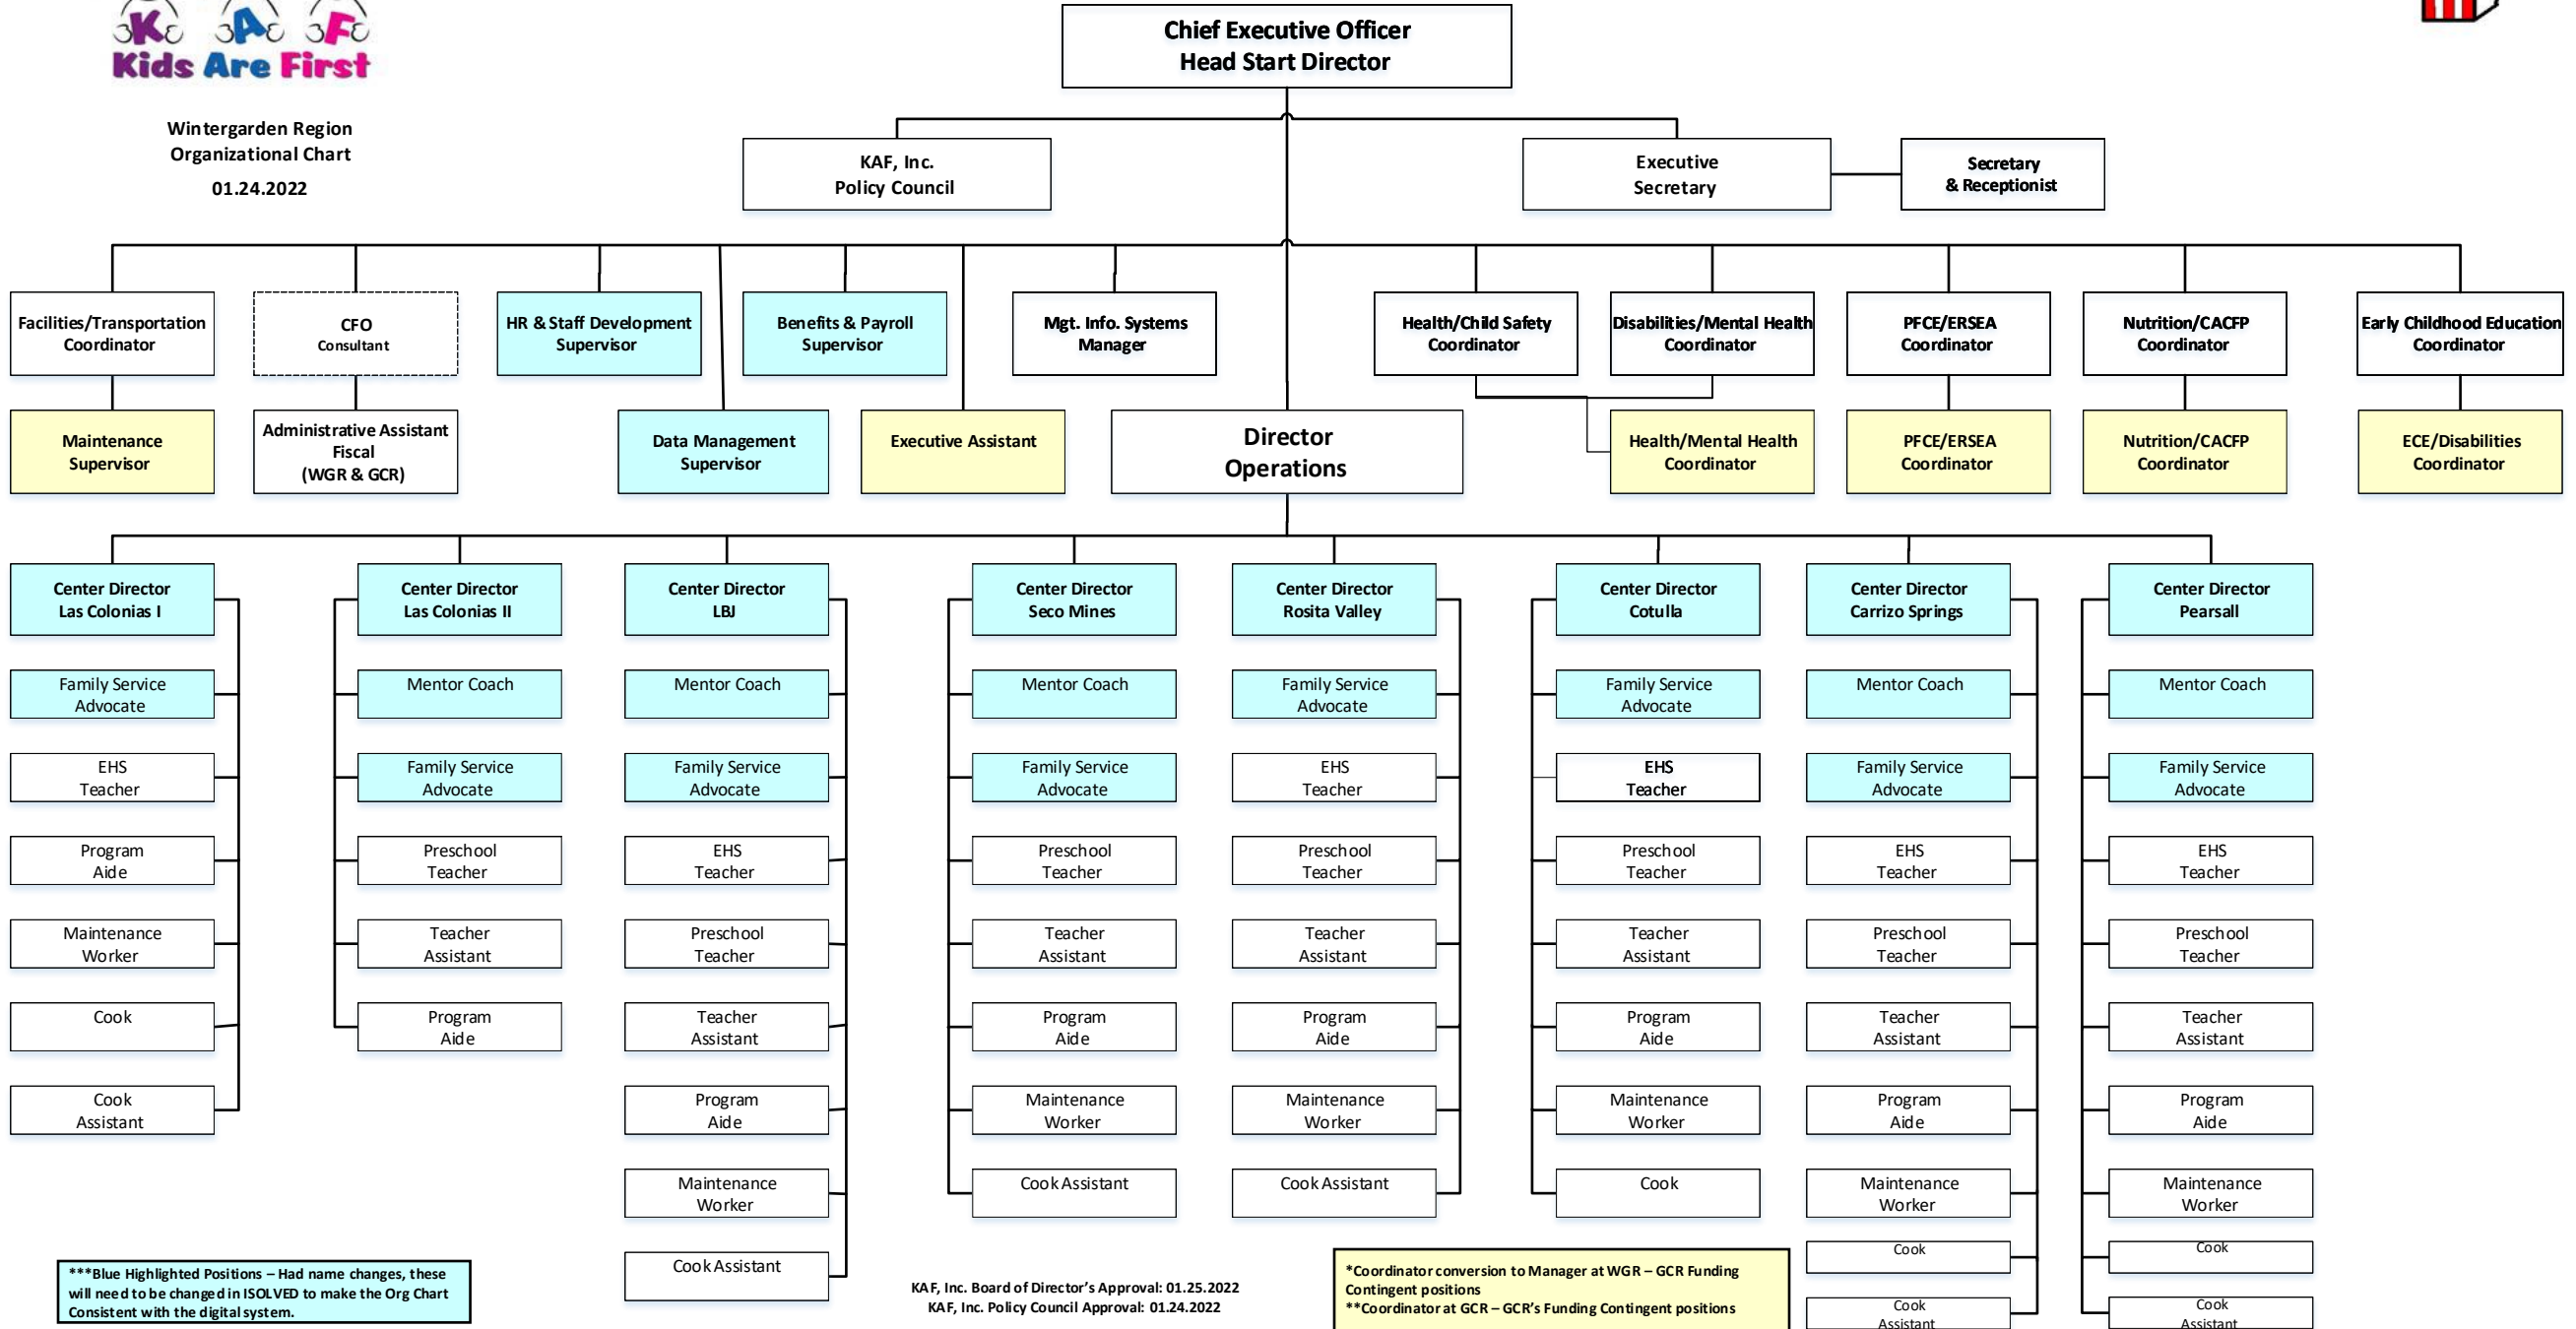 K A F
Kids Are First
Wintergarden Region
Organizational Chart
01.24.2022
Chief Executive Officer
Head Start Director
KAF, Inc.
Policy Council
Executive
Secretary
Secretary
& Receptionist
Facilities/Transportation
Coordinator
CFO
Consultant
HR & Staff Development
Supervisor
Benefits & Payroll
Supervisor
Mgt. Info. Systems
Manager
Health/Child Safety
Coordinator
Disabilities/Mental Health
Coordinator
PFCE/ERSEA
Coordinator
Nutrition/CACFP
Coordinator
Early Childhood Education
Coordinator
Maintenance
Supervisor
Administrative Assistant
Fiscal
(WGR & GCR)
Data Management
Supervisor
Executive Assistant
Director
Operations
Health/Mental Health
Coordinator
PFCE/ERSEA
Coordinator
Nutrition/CACFP
Coordinator
ECE/Disabilities
Coordinator
Center Director
Las Colonias I
Family Service
Advocate
EHS
Teacher
Program
Aide
Maintenance
Worker
Cook
Cook
Assistant
Center Director
Las Colonias II
Mentor Coach
Family Service
Advocate
Preschool
Teacher
Teacher
Assistant
Program
Aide
Center Director
LBJ
Mentor Coach
Family Service
Advocate
EHS
Teacher
Preschool
Teacher
Teacher
Assistant
Program
Aide
Maintenance
Worker
Cook Assistant
Center Director
Seco Mines
Mentor Coach
Family Service
Advocate
Preschool
Teacher
Teacher
Assistant
Program
Aide
Maintenance
Worker
Cook Assistant
Center Director
Rosita Valley
Family Service
Advocate
EHS
Teacher
Preschool
Teacher
Teacher
Assistant
Program
Aide
Maintenance
Worker
Cook Assistant
Center Director
Cotulla
Family Service
Advocate
EHS
Teacher
Preschool
Teacher
Teacher
Assistant
Program
Aide
Maintenance
Worker
Cook
Center Director
Carrizo Springs
Mentor Coach
Family Service
Advocate
EHS
Teacher
Preschool
Teacher
Teacher
Assistant
Program
Aide
Maintenance
Worker
Cook
Cook
Assistant
Center Director
Pearsall
Mentor Coach
Family Service
Advocate
EHS
Teacher
Preschool
Teacher
Teacher
Assistant
Program
Aide
Maintenance
Worker
Cook
Cook
Assistant
***Blue Highlighted Positions – Had name changes, these
will need to be changed in ISOLVED to make the Org Chart
Consistent with the digital system.
KAF, Inc. Board of Director’s Approval: 01.25.2022
KAF, Inc. Policy Council Approval: 01.24.2022
*Coordinator conversion to Manager at WGR – GCR Funding
Contingent positions
**Coordinator at GCR – GCR’s Funding Contingent positions